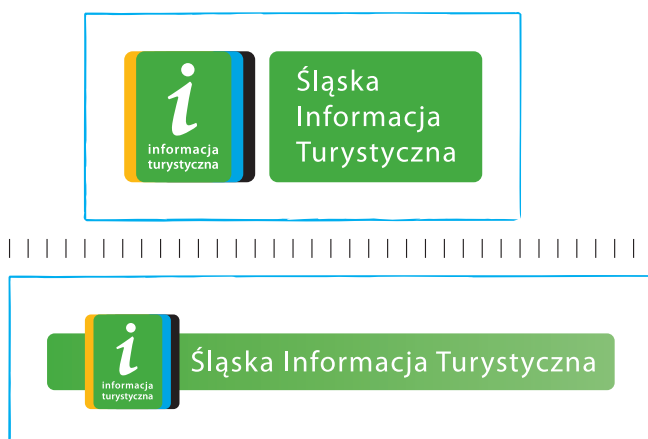 i
informacja
turystyczna
Śląska
Informacja
Turystyczna
i
informacja
turystyczna
Śląska Informacja Turystyczna